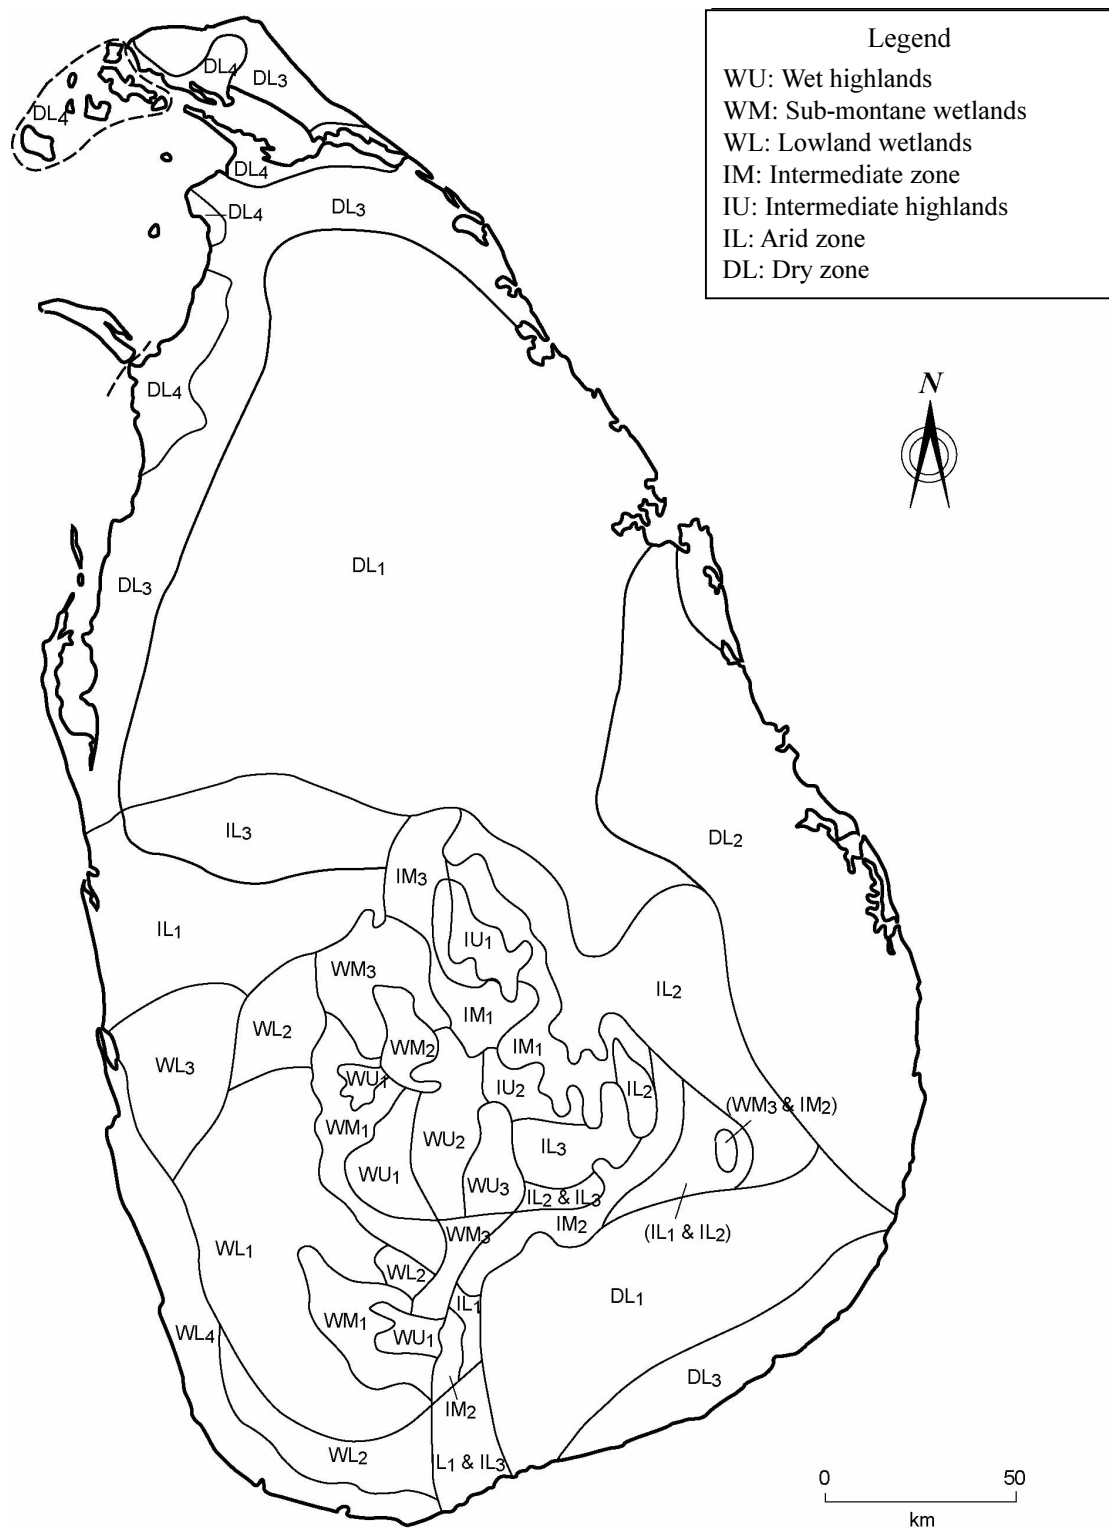 Legend
WU: Wet highlands
WM: Sub-montane wetlands
WL: Lowland wetlands
IM: Intermediate zone
IU: Intermediate highlands
IL: Arid zone
DL: Dry zone
DL4
DL3
DL4
DL4
DL4
DL3
N
DL4
DL1
DL3
IL3
DL2
IM3
IL1
IU1
WM3
IL2
IM1
WL2
WM2
IM1
WL3
WU1
IU2
IL2
(WM3 & IM2)
WM1
WU2
IL3
WU1
WU3
IL2 & IL3
IM2
WM3
(IL1 & IL2)
WL1
WL2
DL1
IL1
WM1
WL4
WU1
DL3
IM2
WL2
IL1 & IL3
0 50
km